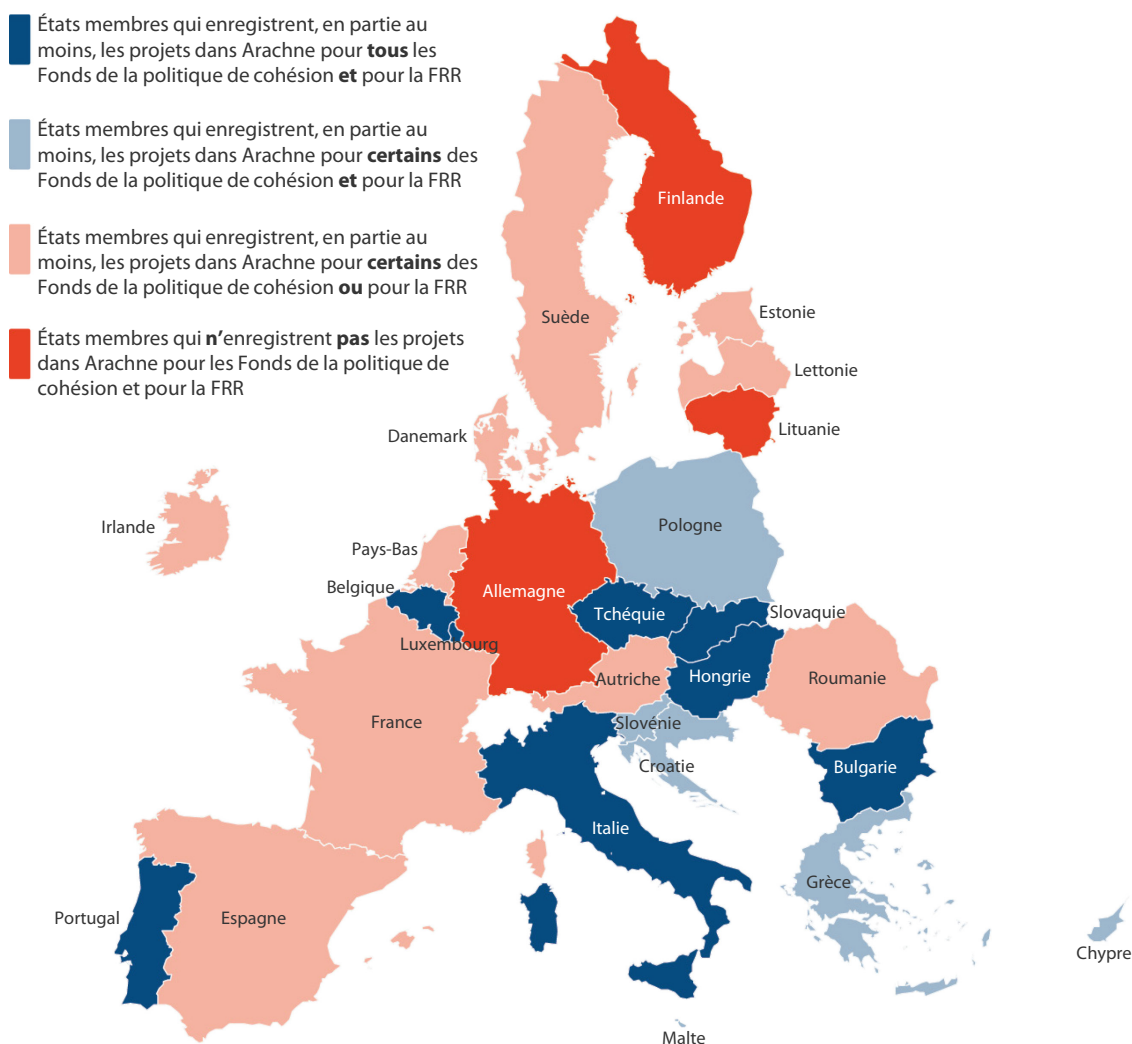 États membres qui enregistrent, en partie au
moins, les projets dans Arachne pour tous les
Fonds de la politique de cohésion et pour la FRR
États membres qui enregistrent, en partie au
moins, les projets dans Arachne pour certains des
Fonds de la politique de cohésion et pour la FRR
États membres qui enregistrent, en partie au
moins, les projets dans Arachne pour certains des
Fonds de la politique de cohésion ou pour la FRR
États membres qui n'enregistrent pas les projets
dans Arachne pour les Fonds de la politique de
cohésion et pour la FRR
Finlande
Suède
Estonie
Lettonie
Lituanie
Danemark
Irlande
Pays-Bas
Pologne
Belgique
Allemagne
Tchéquie
Slovaquie
Luxembourg
Autriche
Hongrie
Roumanie
France
Slovénie
Croatie
Bulgarie
Italie
Grèce
Portugal
Espagne
Chypre
Malte